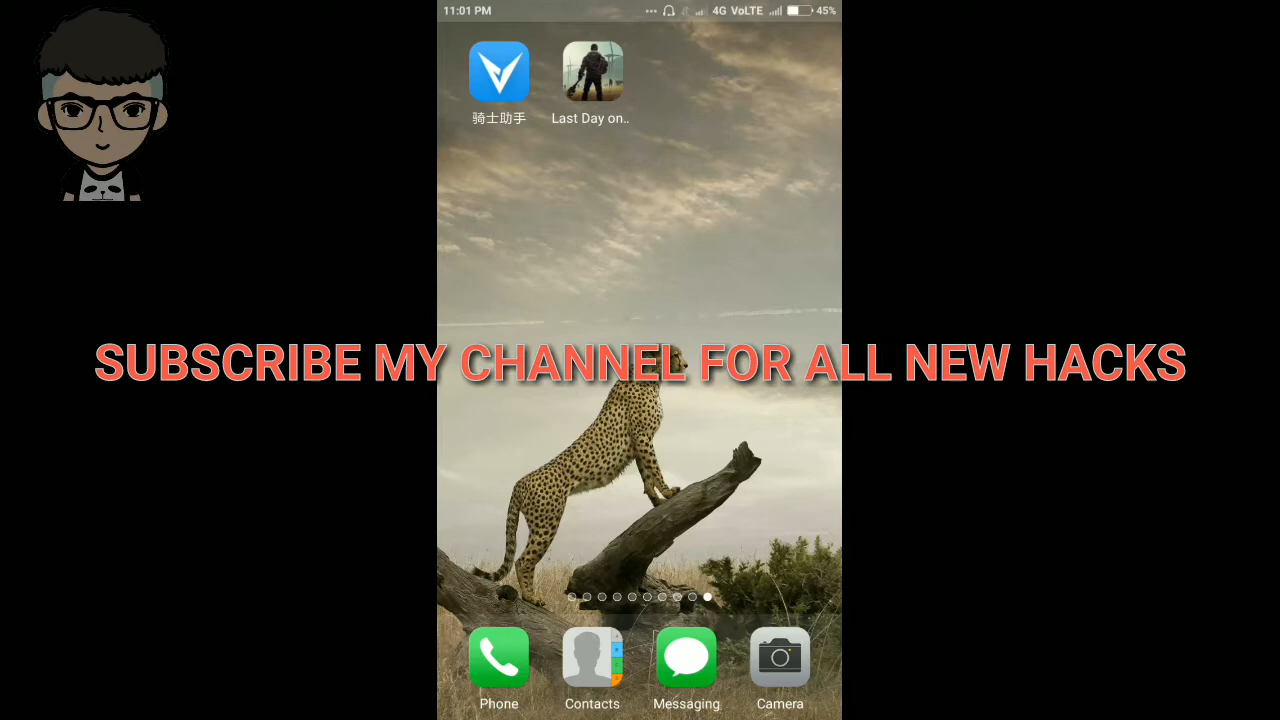 11:01 PM
4G VoLTE
45%
骑士助手
Last Day on..
SUBSCRIBE MY CHANNEL FOR ALL NEW HACKS
Phone
Contacts
Messaging
Camera